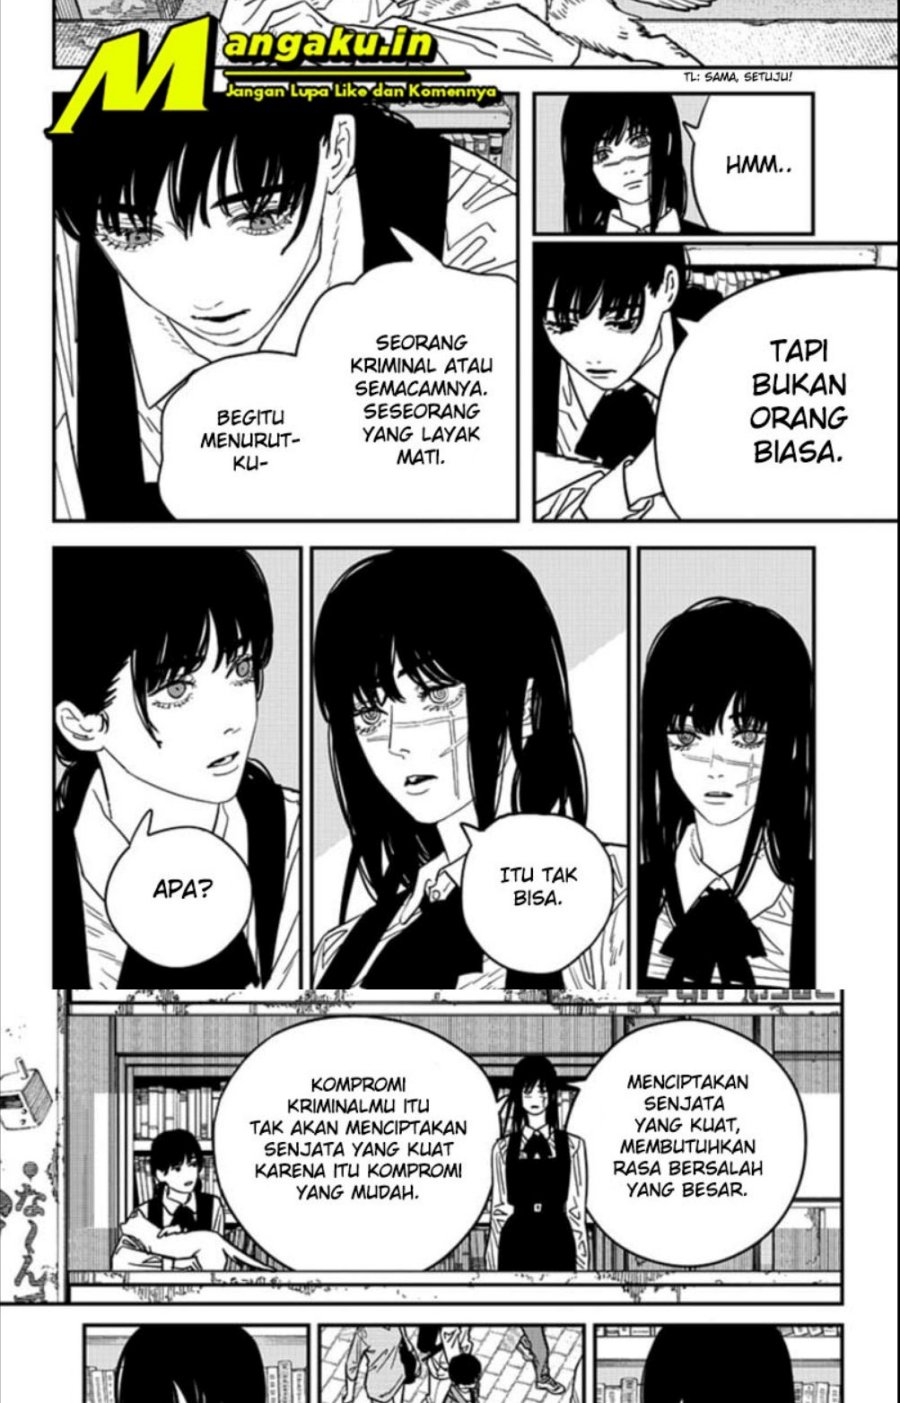 Mangaku.in
Jangan Lupa Like dan Komennya
TL: SAMA, SETUJU!
HMM..
TAPI
BUKAN
ORANG
BIASA.
SEORANG
KRIMINAL ATAU
SEMACAMNYA.
SESEORANG
YANG LAYAK
MATI.
BEGITU
MENURUT-
KU-
APA?
ITU TAK
BISA.
KOMPROMI
KRIMINALMU ITU
TAK AKAN MENCIPTAKAN
SENJATA YANG KUAT
KARENA ITU KOMPROMI
YANG MUDAH.
MENCIPTAKAN
SENJATA
YANG KUAT,
MEMBUTUHKAN
RASA BERSALAH
YANG BESAR.
な〜ん